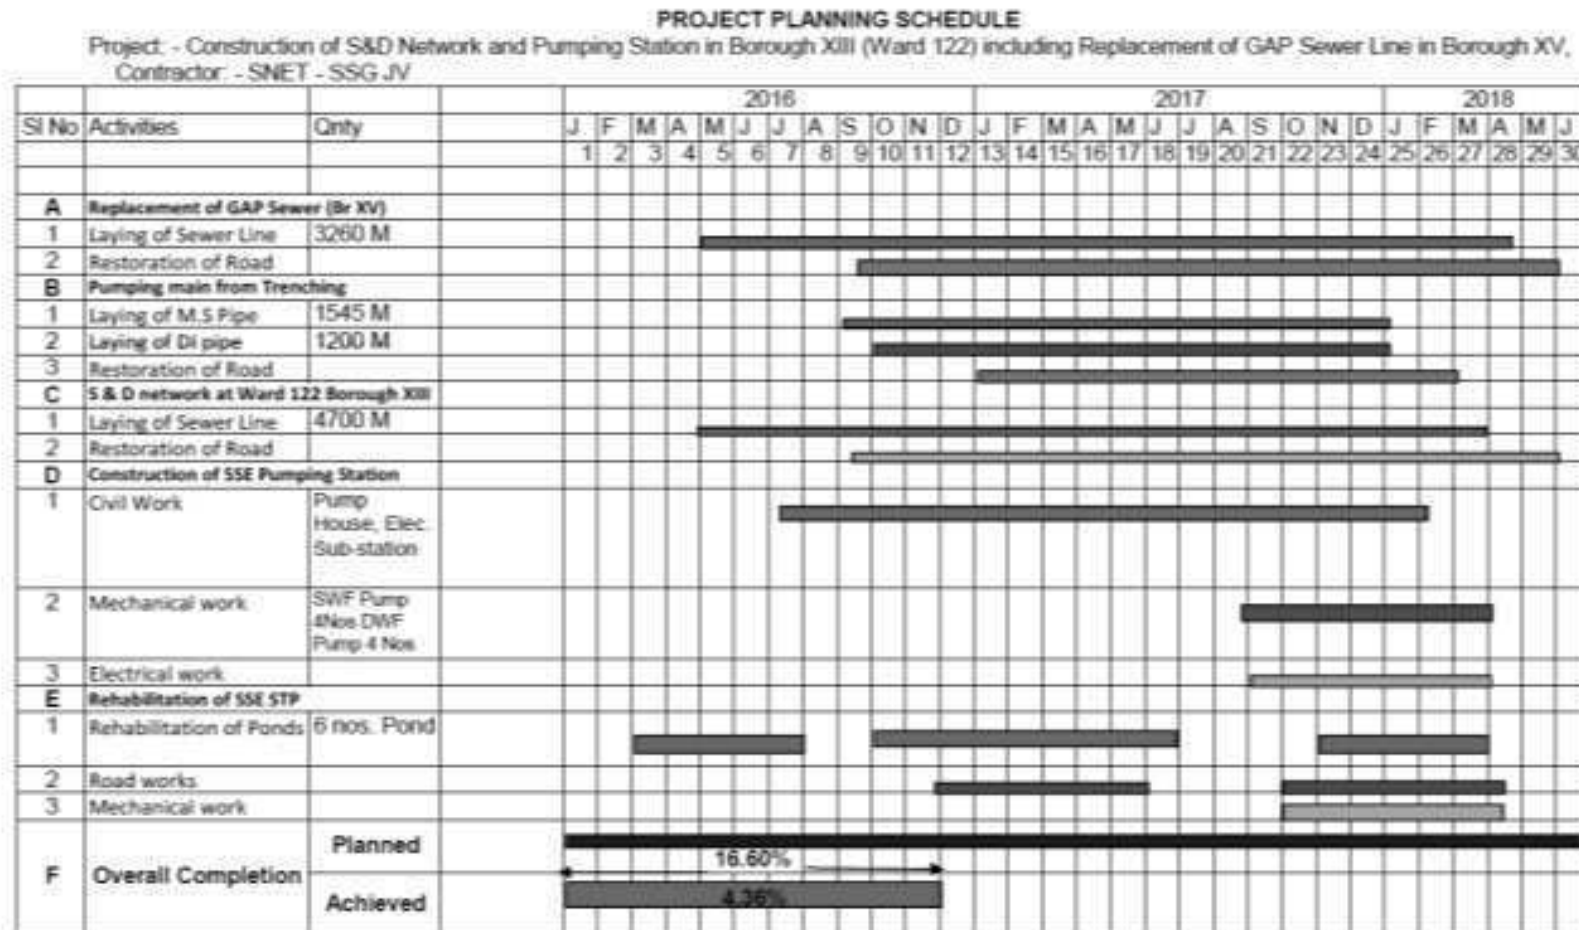 PROJECT PLANNING SCHEDULE
Project: - Construction of S&D Network and Pumping Station in Borough XIII (Ward 122) including Replacement of GAP Sewer Line in Borough XV,
Contractor: - SNET - SSG JV
2016 2017 2018
Sl No Activities Qnty J F M A M J J A S O N D J F M A M J J A S O N D J F M A M J
1 2 3 4 5 6 7 8 9 10 11 12 13 14 15 16 17 18 19 20 21 22 23 24 25 26 27 28 29 30
A Replacement of GAP Sewer (Br XV)
1 Laying of Sewer Line 3260 M
2 Restoration of Road
B Pumping main from Trenching
1 Laying of M.S Pipe 1545 M
2 Laying of DI pipe 1200 M
3 Restoration of Road
C S & D network at Ward 122 Borough XIII
1 Laying of Sewer Line 4700 M
2 Restoration of Road
D Construction of SSE Pumping Station
1 Civil Work Pump
House, Elec.
Sub-station
2 Mechanical work SWF Pump
4Nos DWF
Pump 4 Nos
3 Electrical work
E Rehabilitation of SSE STP
1 Rehabilitation of Ponds 6 nos. Pond
2 Road works
3 Mechanical work
F Overall Completion
Planned
16.60%
Achieved
4.36%